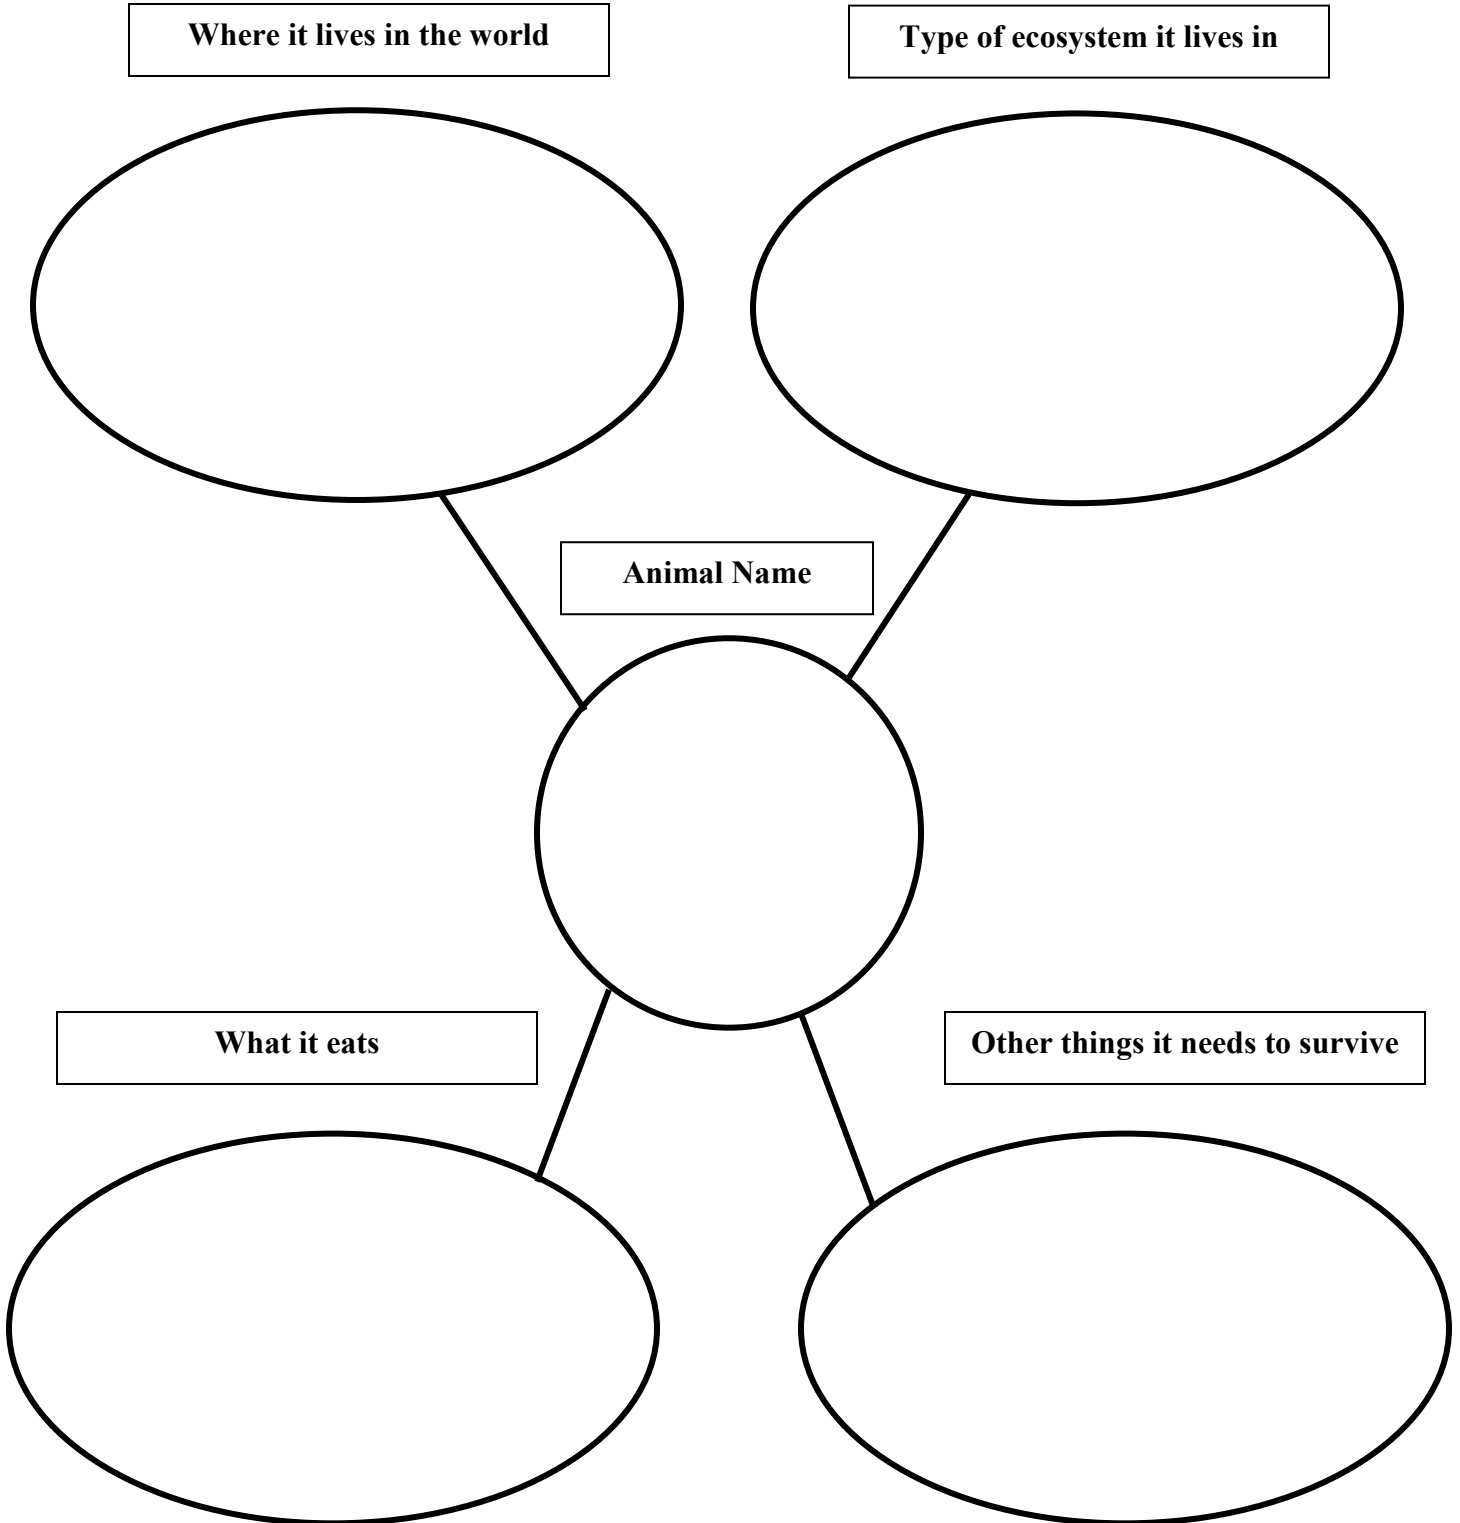 Where it lives in the world
Type of ecosystem it lives in
Animal Name
What it eats
Other things it needs to survive